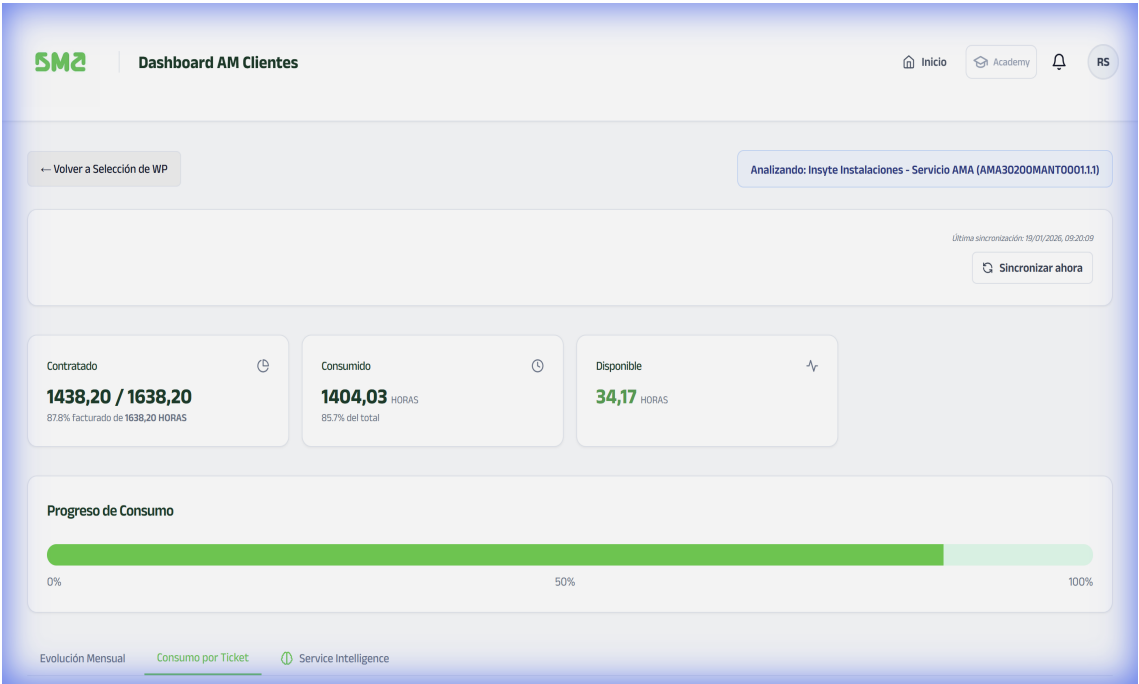 SM2
Dashboard AM Clientes
Inicio
Academy
RS
← Volver a Selección de WP
Analizando: Insyte Instalaciones - Servicio AMA (AMA30200MANT0001.1.1)
Última sincronización: 19/01/2026, 09:20:09
Sincronizar ahora
Contratado
1438,20 / 1638,20
87.8% facturado de 1638,20 HORAS
Consumido
1404,03 HORAS
85.7% del total
Disponible
34,17 HORAS
Progreso de Consumo
0%
50%
100%
Evolución Mensual
Consumo por Ticket
Service Intelligence